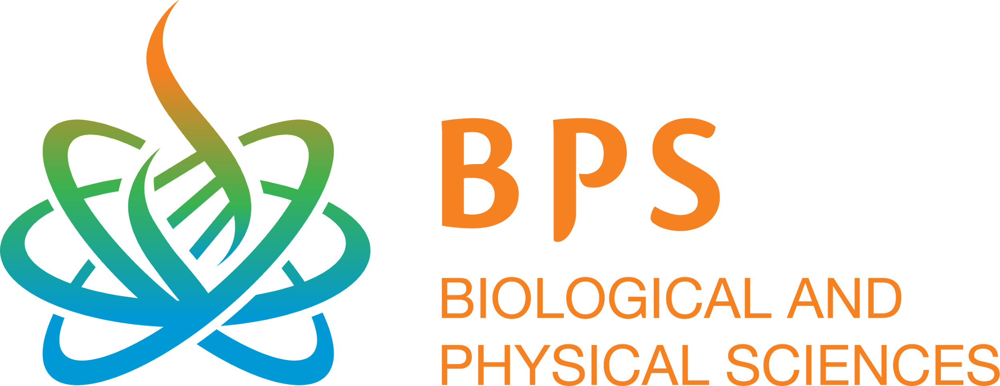 BPS
BIOLOGICAL AND
PHYSICAL SCIENCES